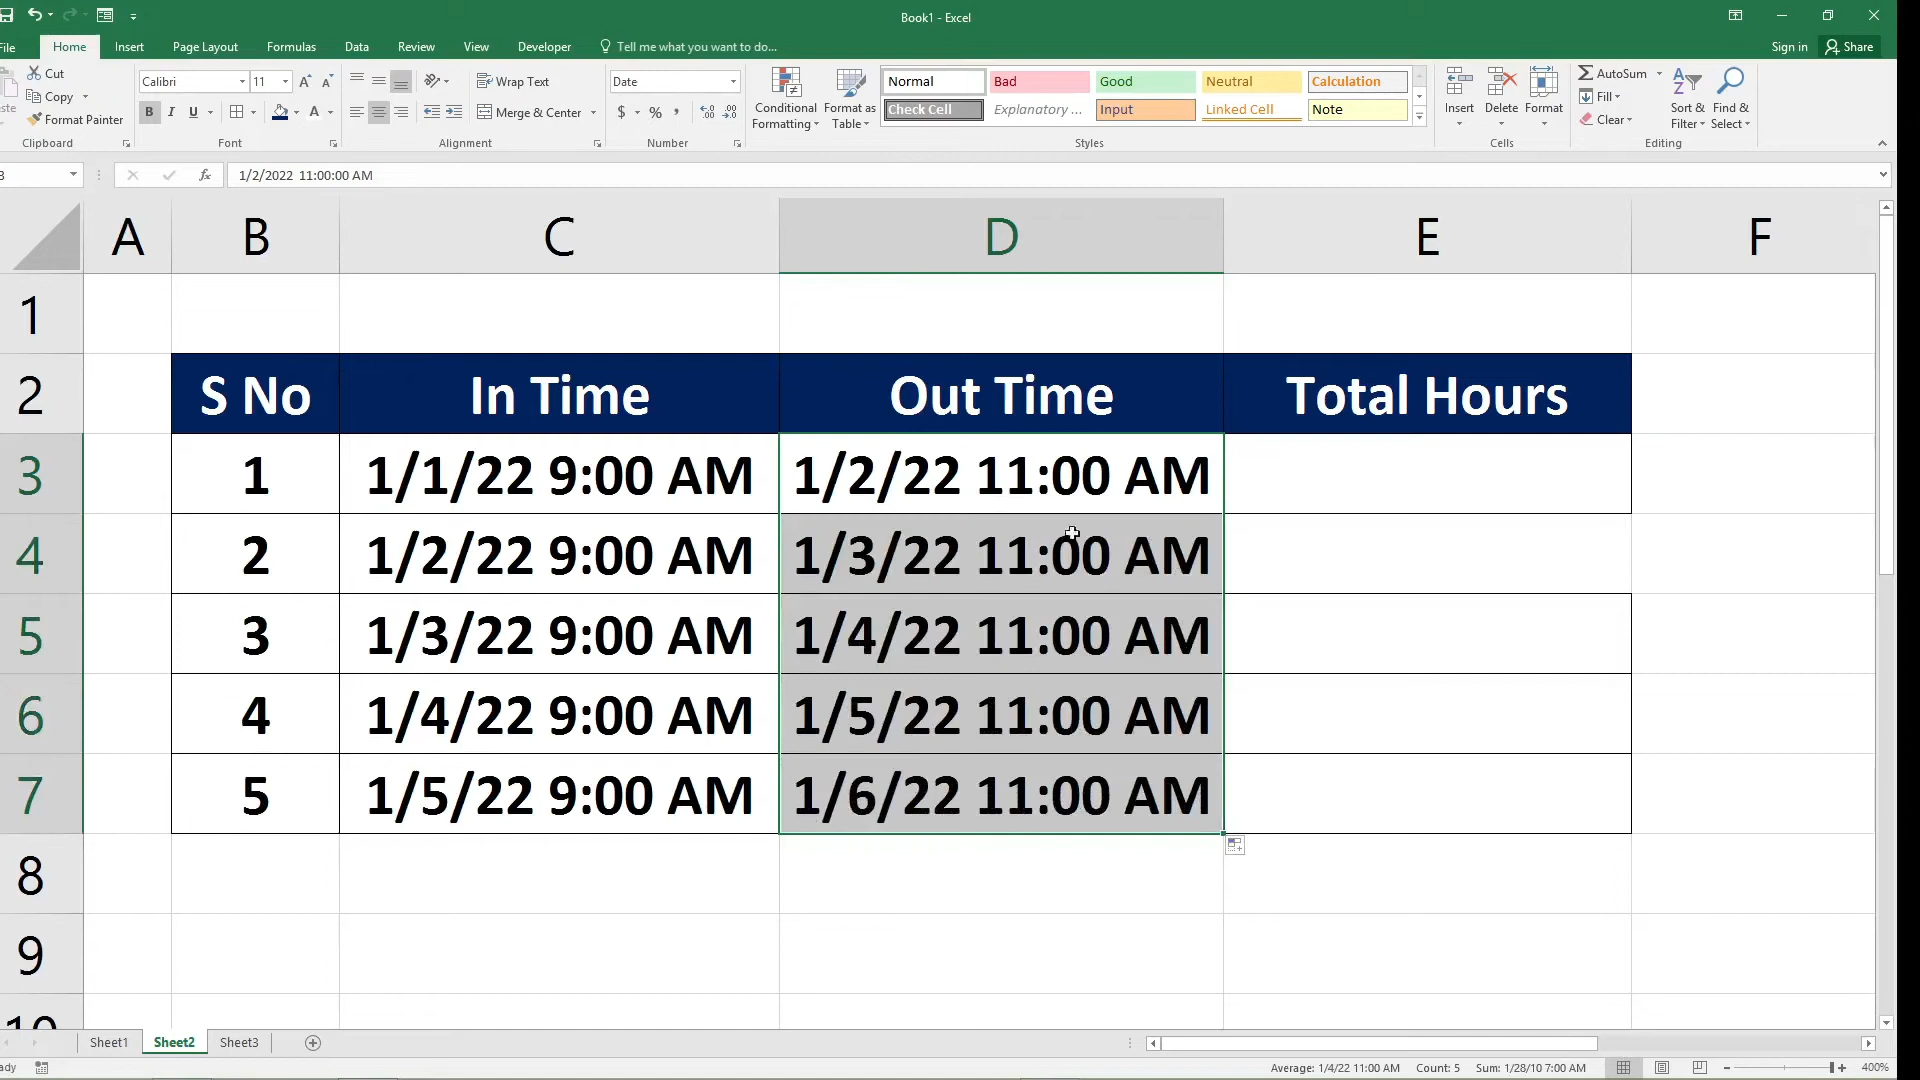 Book1 - Excel
File Home Insert Page Layout Formulas Data Review View Developer Tell me what you want to do... Sign in Share
Cut
Copy
Format Painter
Clipboard
Calibri 11
B I U
Font
Wrap Text
Merge & Center
Alignment
Date
$ % ,
Number
Conditional Formatting
Format as Table
Normal Bad Good Neutral Calculation
Check Cell Explanatory ... Input Linked Cell Note
Styles
Insert Delete Format
Cells
AutoSum
Fill
Clear
Sort & Filter
Find & Select
Editing
fx 1/2/2022 11:00:00 AM
A B C D E F
1
2 S No In Time Out Time Total Hours
3 1 1/1/22 9:00 AM 1/2/22 11:00 AM
4 2 1/2/22 9:00 AM 1/3/22 11:00 AM
5 3 1/3/22 9:00 AM 1/4/22 11:00 AM
6 4 1/4/22 9:00 AM 1/5/22 11:00 AM
7 5 1/5/22 9:00 AM 1/6/22 11:00 AM
8
9
10
Sheet1 Sheet2 Sheet3
Average: 1/4/22 11:00 AM Count: 5 Sum: 1/28/10 7:00 AM 400%